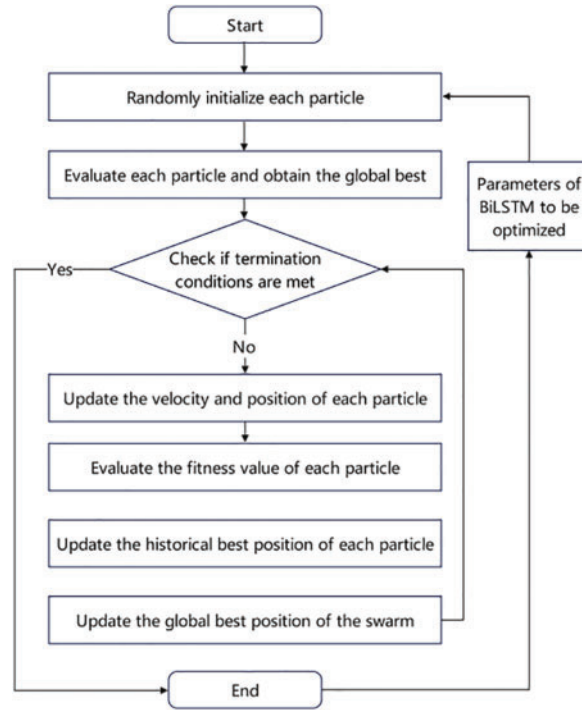 Start
Randomly initialize each particle
Evaluate each particle and obtain the global best
Parameters of
BiLSTM to be
optimized
Check if termination
conditions are met
Yes
No
Update the velocity and position of each particle
Evaluate the fitness value of each particle
Update the historical best position of each particle
Update the global best position of the swarm
End